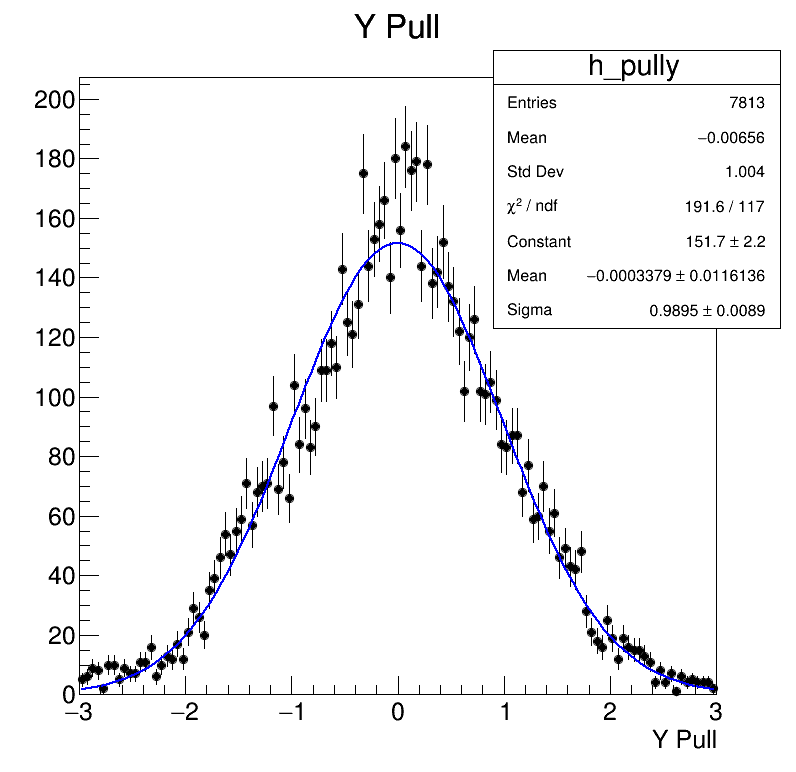 Y Pull
h_pully
Entries 7813
Mean −0.00656
Std Dev 1.004
χ² / ndf 191.6 / 117
Constant 151.7 ± 2.2
Mean −0.0003379 ± 0.0116136
Sigma 0.9895 ± 0.0089
200
180
160
140
120
100
80
60
40
20
0
−3 −2 −1 0 1 2 3
Y Pull